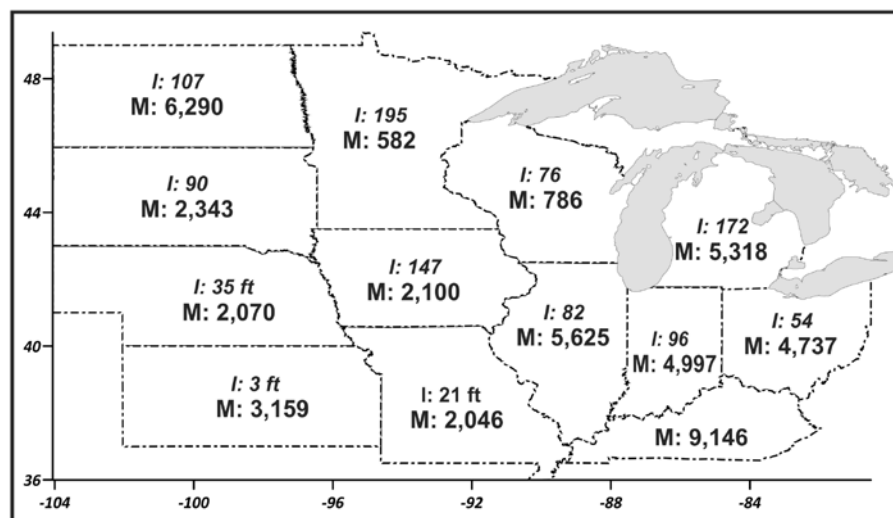 48
44
40
36
-104
-100
-96
-92
-88
-84
I: 107
M: 6,290
I: 195
M: 582
I: 90
M: 2,343
I: 76
M: 786
I: 172
M: 5,318
I: 35 ft
M: 2,070
I: 147
M: 2,100
I: 82
M: 5,625
I: 96
M: 4,997
I: 54
M: 4,737
I: 3 ft
M: 3,159
I: 21 ft
M: 2,046
M: 9,146